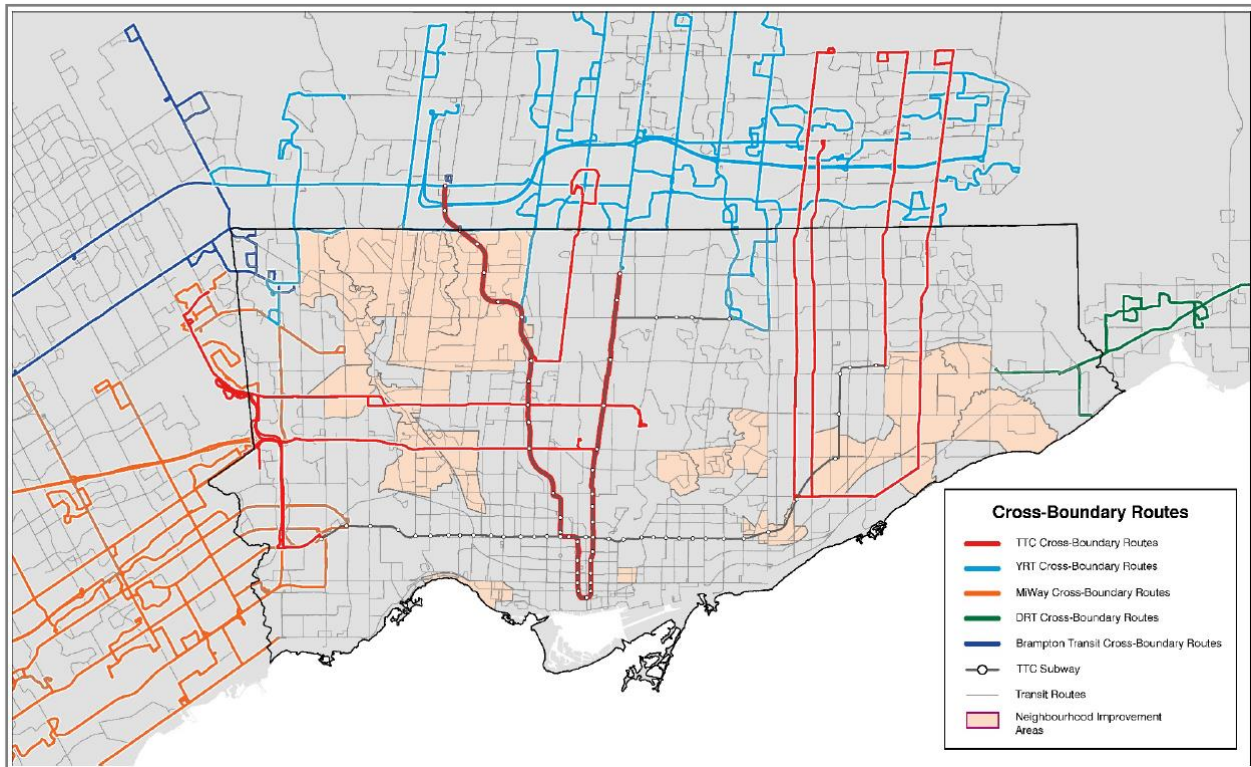 Cross-Boundary Routes
TTC Cross-Boundary Routes
YRT Cross-Boundary Routes
MiWay Cross-Boundary Routes
DRT Cross-Boundary Routes
Brampton Transit Cross-Boundary Routes
TTC Subway
Transit Routes
Neighbourhood Improvement
Areas